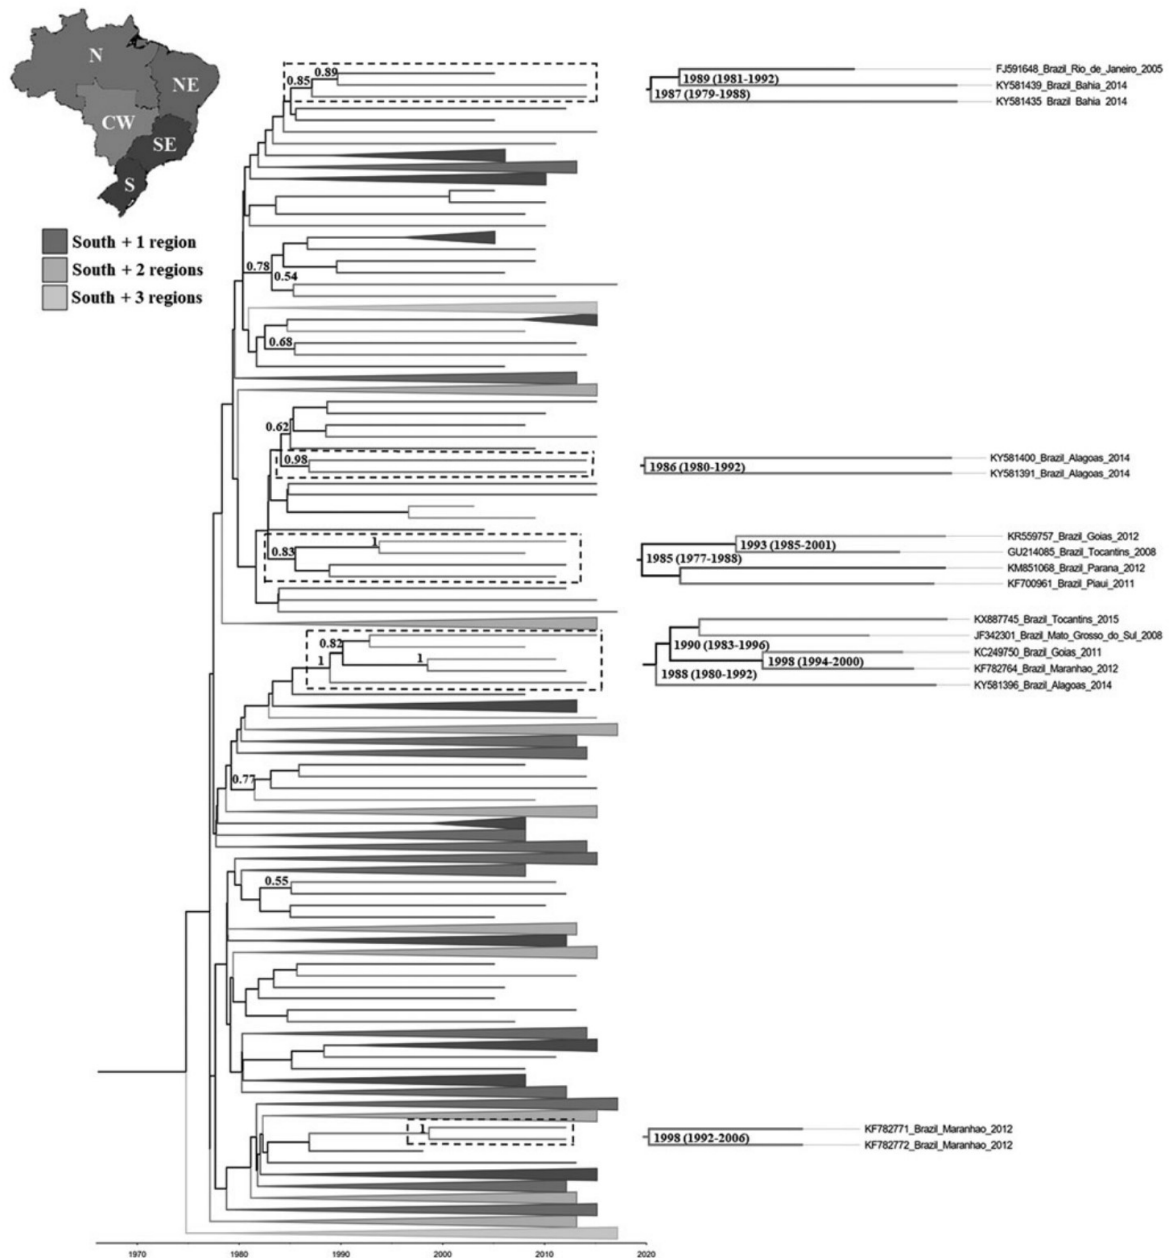 N
NE
CW
SE
S
South + 1 region
South + 2 regions
South + 3 regions
0.89
0.85
0.78
0.54
0.68
0.62
0.98
1
0.83
0.82
1
1
0.77
0.55
1
1989 (1981-1992)
1987 (1979-1988)
FJ591648_Brazil_Rio_de_Janeiro_2005
KY581439_Brazil_Bahia_2014
KY581435 Brazil Bahia 2014
1986 (1980-1992)
KY581400_Brazil_Alagoas_2014
KY581391_Brazil_Alagoas_2014
1993 (1985-2001)
1985 (1977-1988)
KR559757_Brazil_Goias_2012
GU214085_Brazil_Tocantins_2008
KM851068_Brazil_Parana_2012
KF700961_Brazil_Piaui_2011
1990 (1983-1996)
1998 (1994-2000)
1988 (1980-1992)
KX887745_Brazil_Tocantins_2015
JF342301_Brazil_Mato_Grosso_do_Sul_2008
KC249750_Brazil_Goias_2011
KF782764_Brazil_Maranhao_2012
KY581396_Brazil_Alagoas_2014
1998 (1992-2006)
KF782771_Brazil_Maranhao_2012
KF782772_Brazil_Maranhao_2012
1970 1980 1990 2000 2010 2020